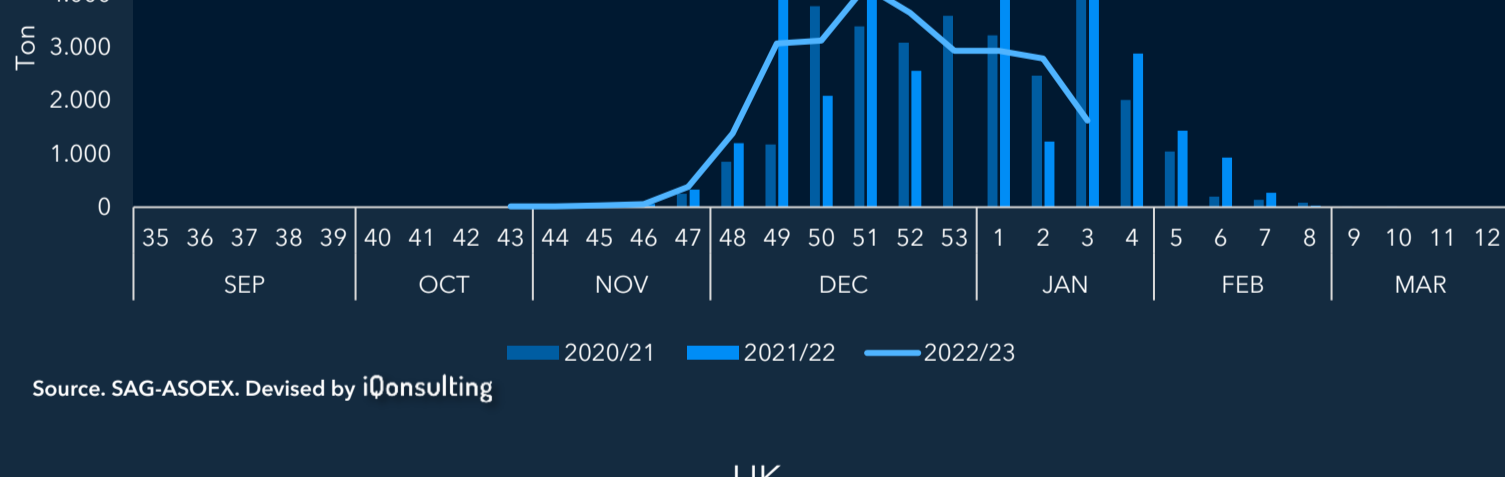 Ton
3.000
2.000
1.000
0
35 36 37 38 39 40 41 42 43 44 45 46 47 48 49 50 51 52 53 1 2 3 4 5 6 7 8 9 10 11 12
SEP OCT NOV DEC JAN FEB MAR
2020/21 2021/22 2022/23
Source. SAG-ASOEX. Devised by iQonsulting